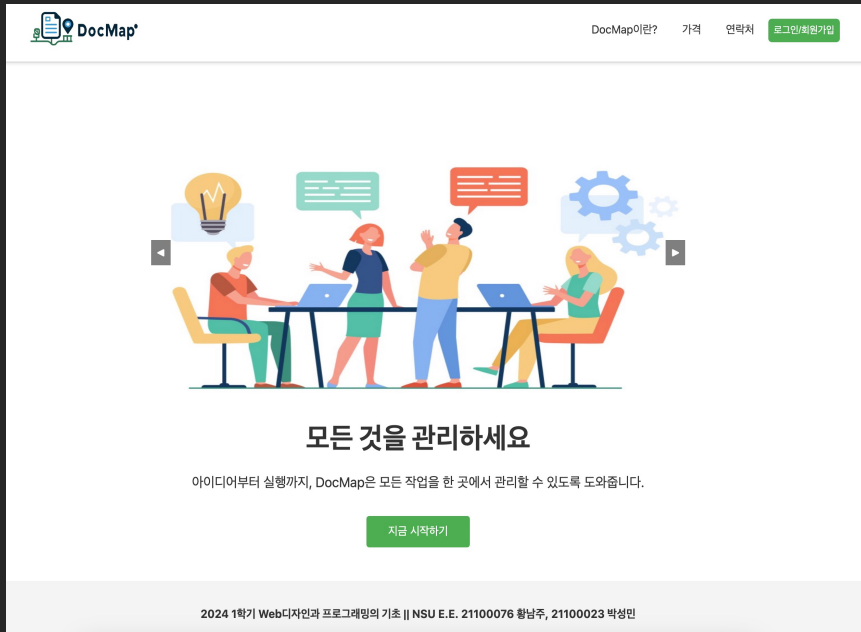 DocMap
DocMap이란? 가격 연락처 로그인/회원가입
모든 것을 관리하세요
아이디어부터 실행까지, DocMap은 모든 작업을 한 곳에서 관리할 수 있도록 도와줍니다.
지금 시작하기
2024 1학기 Web디자인과 프로그래밍의 기초 || NSU E.E. 21100076 황남주, 21100023 박성민